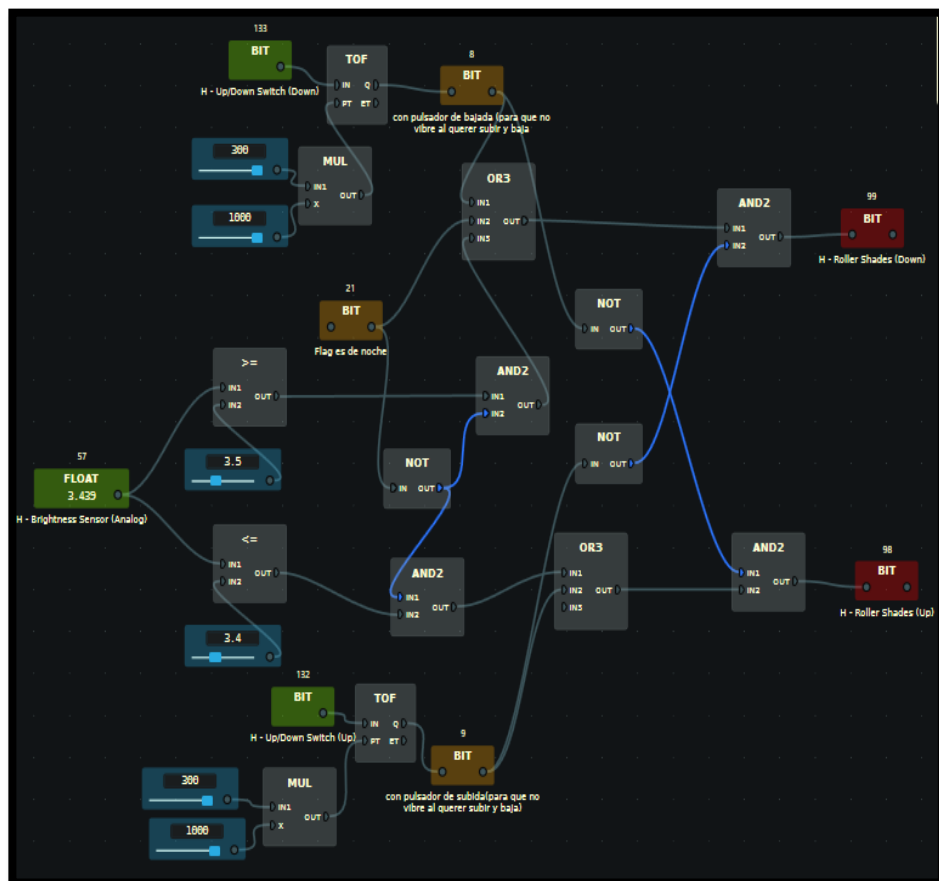 133
BIT
H - Up/Down Switch (Down)
TOF
IN Q
PT ET
8
BIT
con pulsador de bajada (para que no
vibre al querer subir y baja
300
1000
MUL
IN1
X
OUT
OR3
IN1
IN2
IN5
OUT
AND2
IN1
IN2
OUT
99
BIT
H - Roller Shades (Down)
21
BIT
Flag es de noche
NOT
IN OUT
>=
IN1
IN2
OUT
3.5
AND2
IN1
IN2
OUT
NOT
IN OUT
57
FLOAT
3.439
H - Brightness Sensor (Analog)
NOT
IN OUT
<=
IN1
IN2
OUT
3.4
AND2
IN1
IN2
OUT
OR3
IN1
IN2
IN5
OUT
AND2
IN1
IN2
OUT
98
BIT
H - Roller Shades (Up)
132
BIT
H - Up/Down Switch (Up)
TOF
IN Q
PT ET
9
BIT
con pulsador de subida(para que no
vibre al querer subir y baja)
300
1000
MUL
IN1
X
OUT